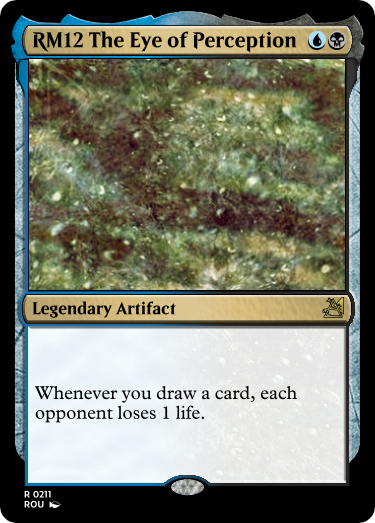 RM12 The Eye of Perception
Legendary Artifact
Whenever you draw a card, each
opponent loses 1 life.
R 0211
ROU